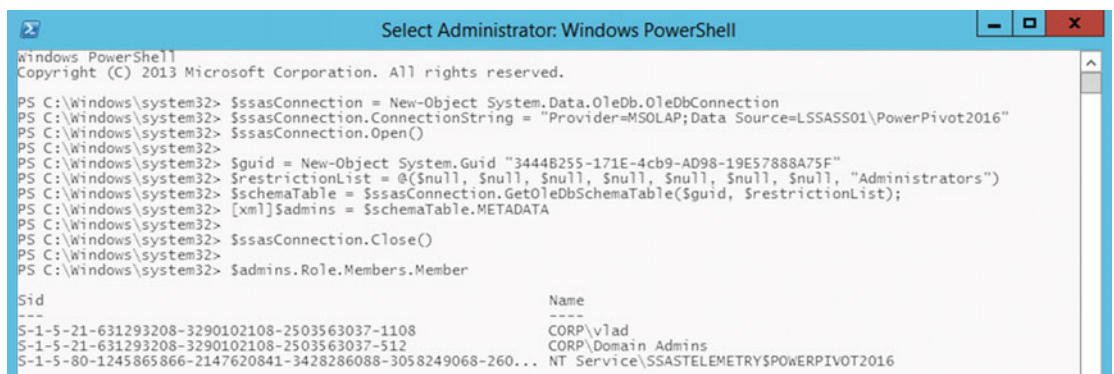 Select Administrator: Windows PowerShell
Windows PowerShell
Copyright (C) 2013 Microsoft Corporation. All rights reserved.
PS C:\Windows\system32> $ssasConnection = New-Object System.Data.OleDb.OleDbConnection
PS C:\Windows\system32> $ssasConnection.ConnectionString = "Provider=MSOLAP;Data Source=LSSASS01\PowerPivot2016"
PS C:\Windows\system32> $ssasConnection.Open()
PS C:\Windows\system32>
PS C:\Windows\system32> $guid = New-Object System.Guid "3444B255-171E-4cb9-AD98-19E57888A75F"
PS C:\Windows\system32> $restrictionList = @($null, $null, $null, $null, $null, $null, $null, "Administrators")
PS C:\Windows\system32> $schemaTable = $ssasConnection.GetOleDbSchemaTable($guid, $restrictionList);
PS C:\Windows\system32> [xml]$admins = $schemaTable.METADATA
PS C:\Windows\system32>
PS C:\Windows\system32> $ssasConnection.Close()
PS C:\Windows\system32>
PS C:\Windows\system32> $admins.Role.Members.Member
Sid Name
--- ----
S-1-5-21-631293208-3290102108-2503563037-1108 CORP\vlad
S-1-5-21-631293208-3290102108-2503563037-512 CORP\Domain Admins
S-1-5-80-1245865866-2147620841-3428286088-3058249068-260... NT Service\SSASTELEMETRY$POWERPIVOT2016